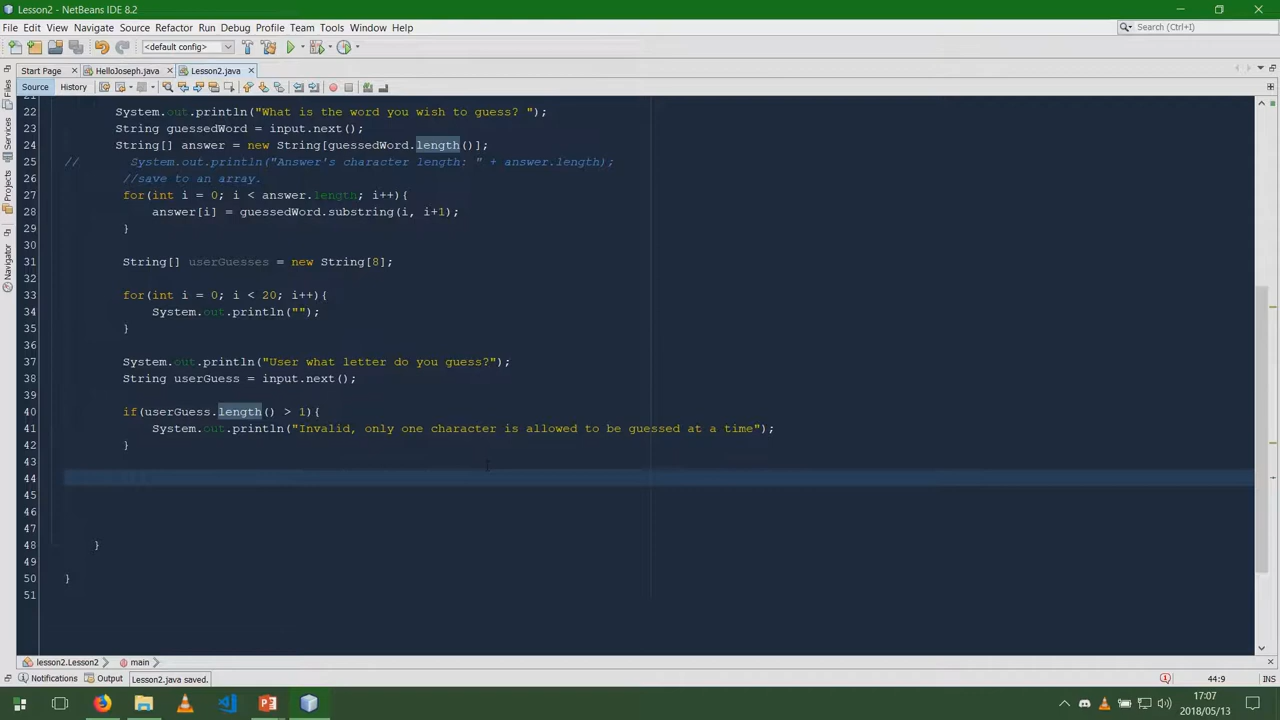 Lesson2 - NetBeans IDE 8.2
File Edit View Navigate Source Refactor Run Debug Profile Team Tools Window Help
Search (Ctrl+I)
<default config>
Start Page HelloJoseph.java Lesson2.java
Source History
Files
Services
Projects
Navigator
21
22 System.out.println("What is the word you wish to guess? ");
23 String guessedWord = input.next();
24 String[] answer = new String[guessedWord.length()];
25 // System.out.println("Answer's character length: " + answer.length);
26 //save to an array.
27 for(int i = 0; i < answer.length; i++){
28 answer[i] = guessedWord.substring(i, i+1);
29 }
30
31 String[] userGuesses = new String[8];
32
33 for(int i = 0; i < 20; i++){
34 System.out.println("");
35 }
36
37 System.out.println("User what letter do you guess?");
38 String userGuess = input.next();
39
40 if(userGuess.length() > 1){
41 System.out.println("Invalid, only one character is allowed to be guessed at a time");
42 }
43
44
45
46
47
48 }
49
50 }
51
lesson2.Lesson2 main
Notifications Output Lesson2.java saved. 44:9 INS
17:07
2018/05/13